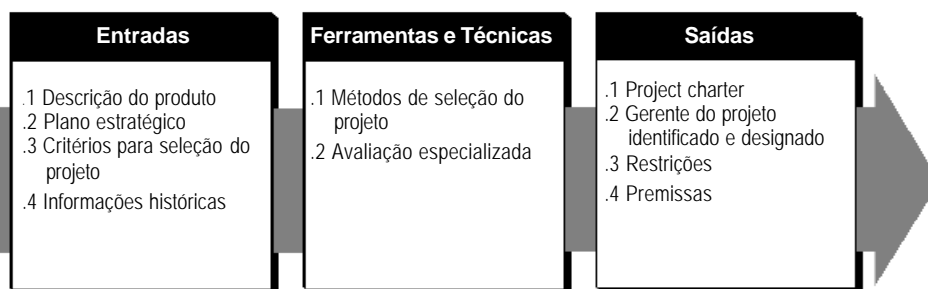 Entradas
.1 Descrição do produto
.2 Plano estratégico
.3 Critérios para seleção do
projeto
.4 Informações históricas
Ferramentas e Técnicas
.1 Métodos de seleção do
projeto
.2 Avaliação especializada
Saídas
.1 Project charter
.2 Gerente do projeto
identificado e designado
.3 Restrições
.4 Premissas